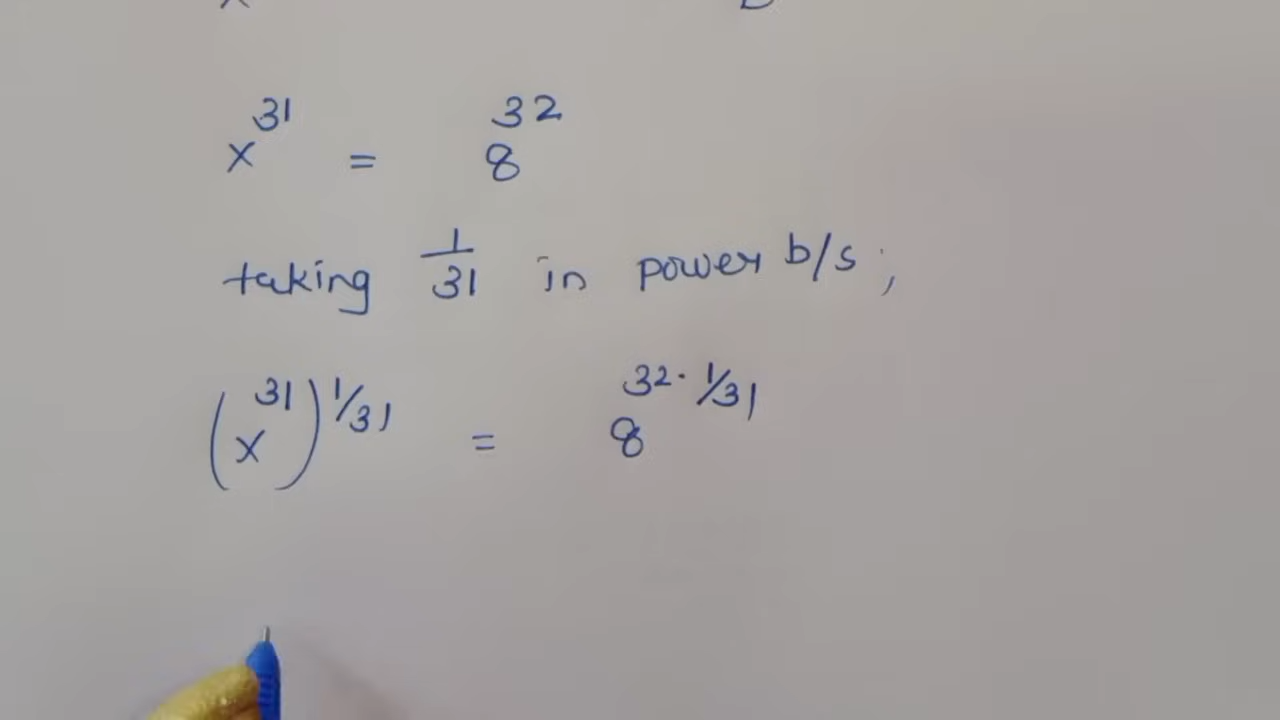 x^31 = 8^32
taking 1/31 in power b/s ;
(x^31)^1/31 = 8^32·1/31